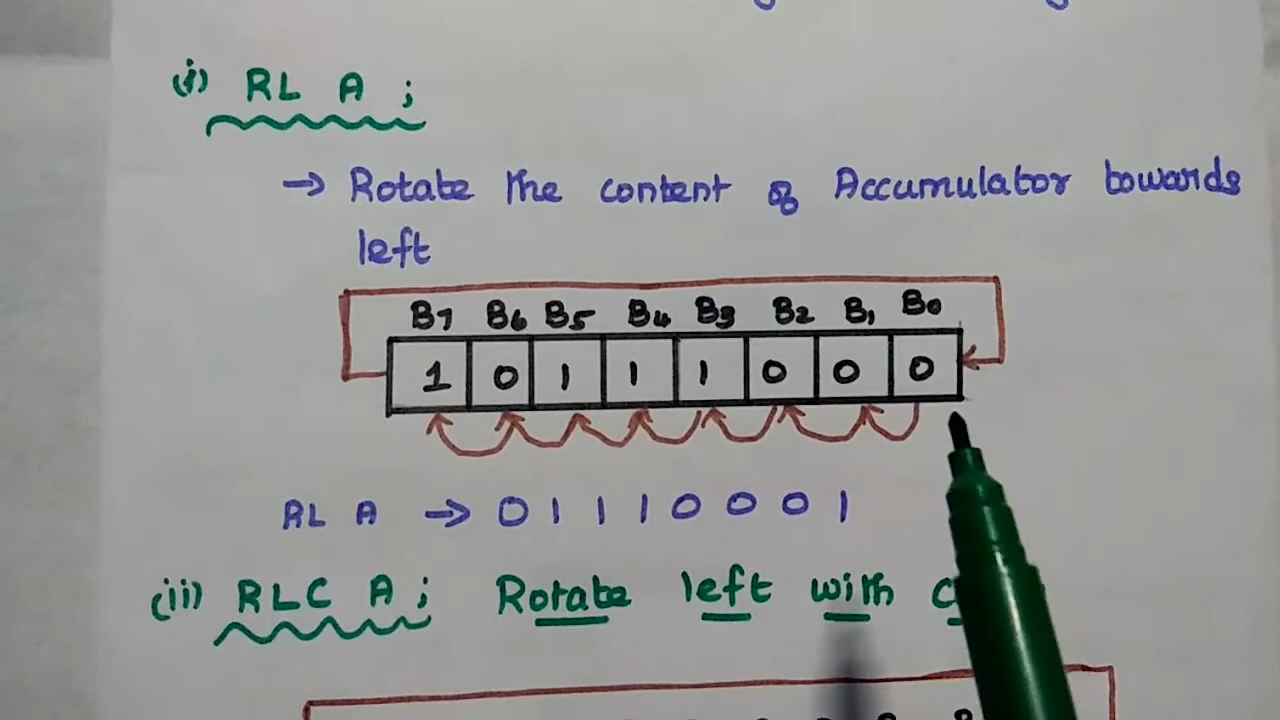 (i) RL A ;
→ Rotate the content of Accumulator towards
left
B7 B6 B5 B4 B3 B2 B1 B0
1 0 1 1 1 0 0 0
RL A → 0 1 1 1 0 0 0 1
(ii) RLC A ; Rotate left with